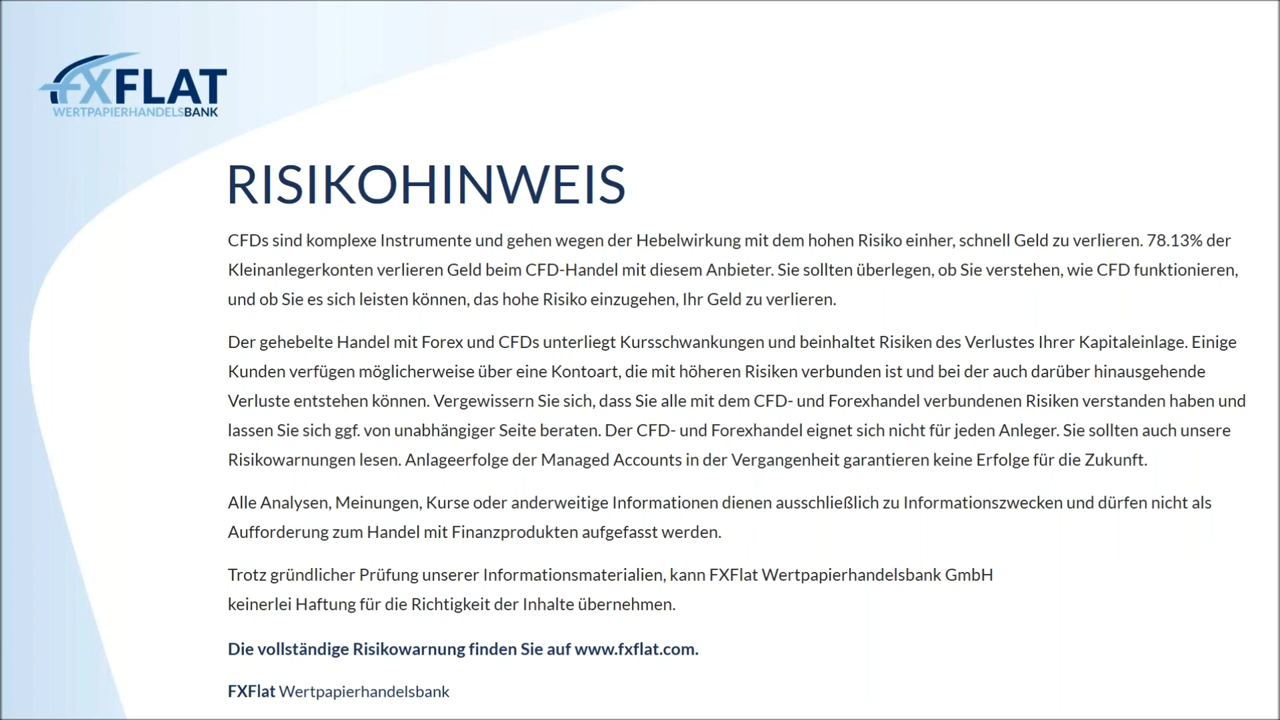 FXFLAT
WERTPAPIERHANDELSBANK
RISIKOHINWEIS
CFDs sind komplexe Instrumente und gehen wegen der Hebelwirkung mit dem hohen Risiko einher, schnell Geld zu verlieren. 78.13% der
Kleinanlegerkonten verlieren Geld beim CFD-Handel mit diesem Anbieter. Sie sollten überlegen, ob Sie verstehen, wie CFD funktionieren,
und ob Sie es sich leisten können, das hohe Risiko einzugehen, Ihr Geld zu verlieren.
Der gehebelte Handel mit Forex und CFDs unterliegt Kursschwankungen und beinhaltet Risiken des Verlustes Ihrer Kapitaleinlage. Einige
Kunden verfügen möglicherweise über eine Kontoart, die mit höheren Risiken verbunden ist und bei der auch darüber hinausgehende
Verluste entstehen können. Vergewissern Sie sich, dass Sie alle mit dem CFD- und Forexhandel verbundenen Risiken verstanden haben und
lassen Sie sich ggf. von unabhängiger Seite beraten. Der CFD- und Forexhandel eignet sich nicht für jeden Anleger. Sie sollten auch unsere
Risikowarnungen lesen. Anlageerfolge der Managed Accounts in der Vergangenheit garantieren keine Erfolge für die Zukunft.
Alle Analysen, Meinungen, Kurse oder anderweitige Informationen dienen ausschließlich zu Informationszwecken und dürfen nicht als
Aufforderung zum Handel mit Finanzprodukten aufgefasst werden.
Trotz gründlicher Prüfung unserer Informationsmaterialien, kann FXFlat Wertpapierhandelsbank GmbH
keinerlei Haftung für die Richtigkeit der Inhalte übernehmen.
Die vollständige Risikowarnung finden Sie auf www.fxflat.com.
FXFlat Wertpapierhandelsbank